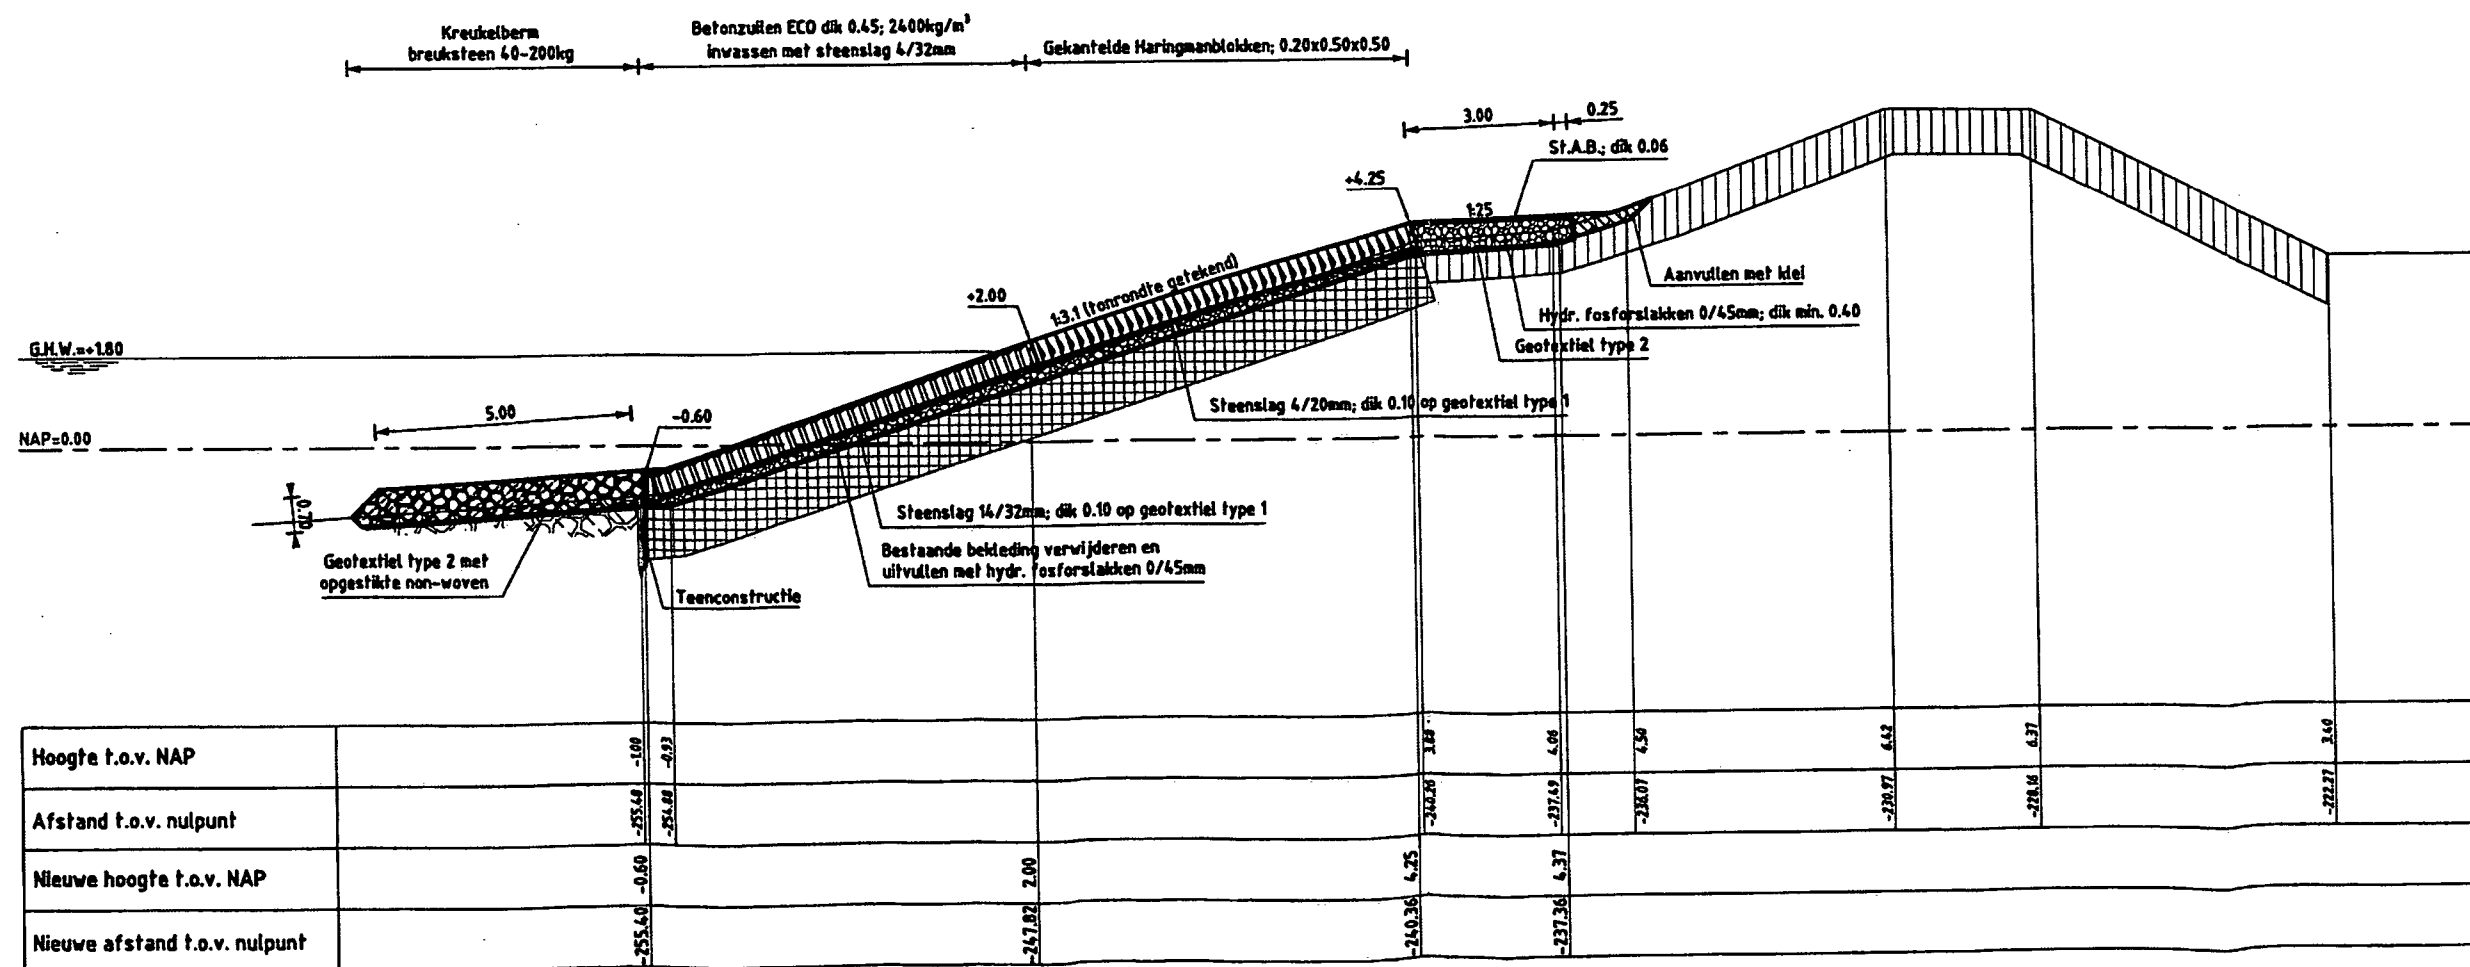 Kreukelberm
breuksteen 40-200kg
Betonzuilen ECO dik 0.45; 2400kg/m³
inwassen met steenslag 4/32mm
Gekantelde Haringmanblokken; 0.20x0.50x0.50
3.00
0.25
St.A.B.; dik 0.06
+4.25
1:25
1:3.1 (tonrondte getekend)
+2.00
Aanvullen met klei
Hydr. fosforslakken 0/45mm; dik min. 0.40
Geotextiel type 2
G.H.W.=+1.80
Steenslag 4/20mm; dik 0.10 op geotextiel type 1
5.00
-0.60
NAP=0.00
0.70
Steenslag 14/32mm; dik 0.10 op geotextiel type 1
Bestaande bekleding verwijderen en
uitvullen met hydr. fosforslakken 0/45mm
Geotextiel type 2 met
opgestikte non-woven
Teenconstructie
Hoogte t.o.v. NAP -1.00 -0.93 3.88 4.06 4.50 6.42 6.37 3.40
Afstand t.o.v. nulpunt -255.48 -254.88 -240.26 -237.49 -236.07 -230.97 -228.16 -222.27
Nieuwe hoogte t.o.v. NAP -0.60 2.00 4.25 4.37
Nieuwe afstand t.o.v. nulpunt -255.40 -247.82 -240.36 -237.36